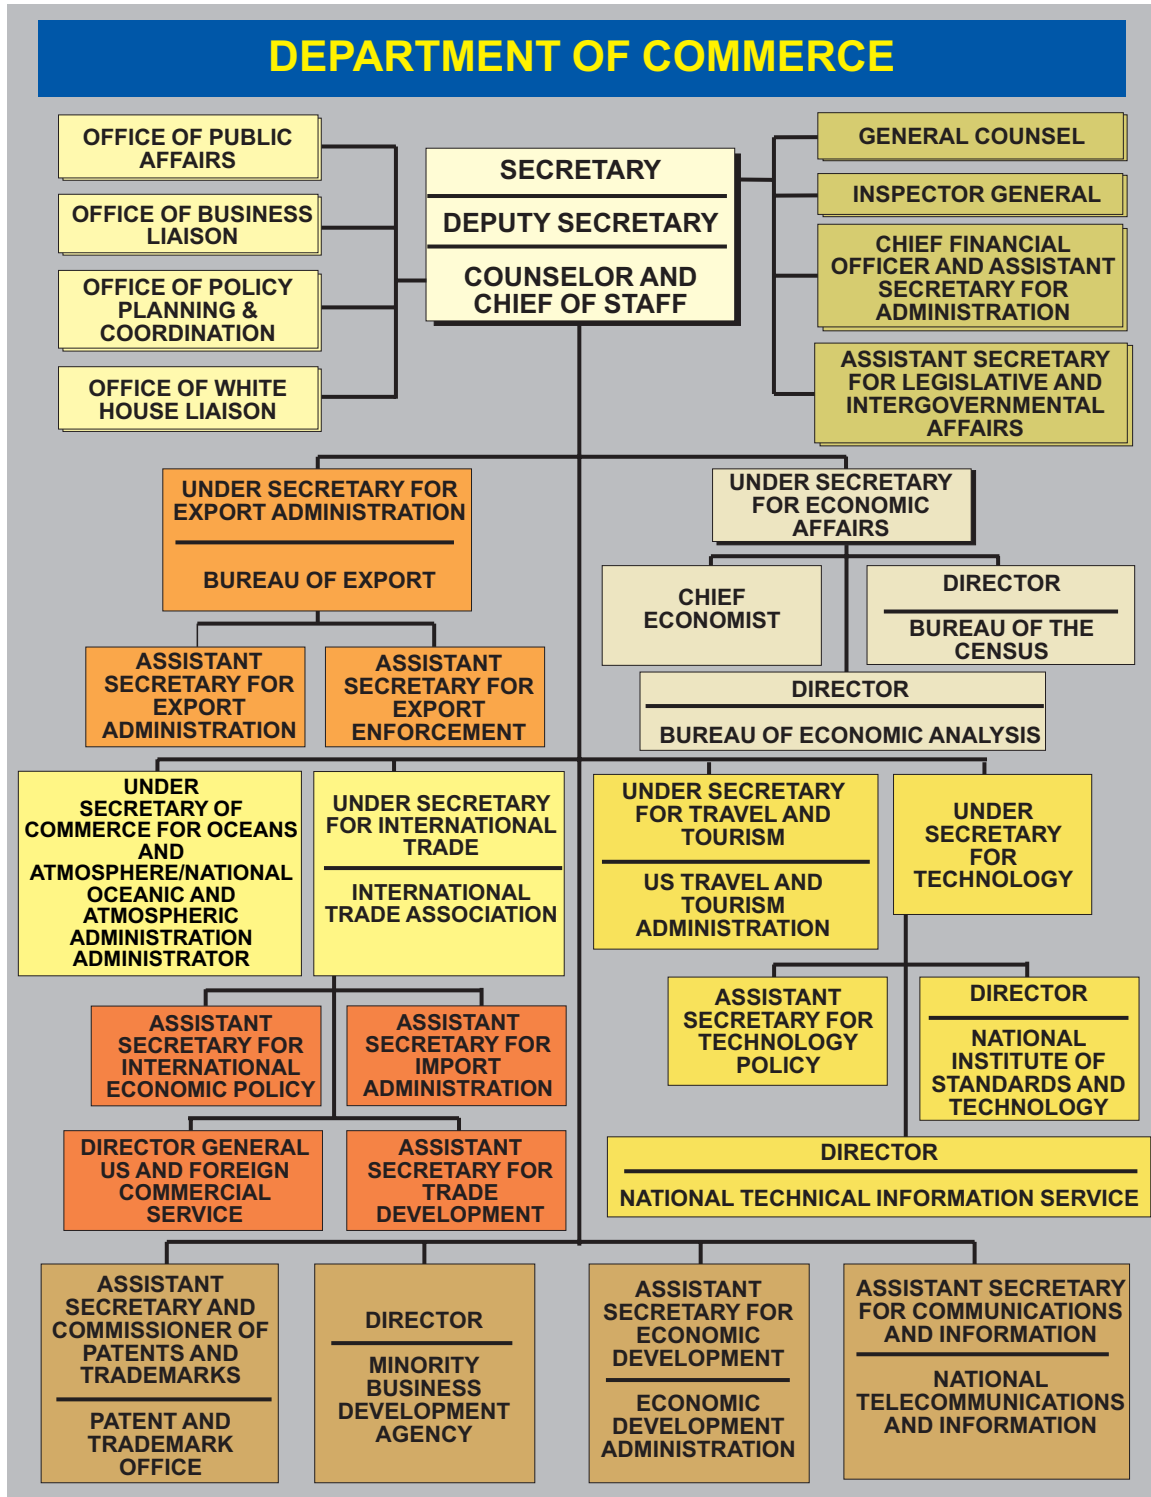 DEPARTMENT OF COMMERCE
OFFICE OF PUBLIC
AFFAIRS
OFFICE OF BUSINESS
LIAISON
OFFICE OF POLICY
PLANNING &
COORDINATION
OFFICE OF WHITE
HOUSE LIAISON
SECRETARY
DEPUTY SECRETARY
COUNSELOR AND
CHIEF OF STAFF
GENERAL COUNSEL
INSPECTOR GENERAL
CHIEF FINANCIAL
OFFICER AND ASSISTANT
SECRETARY FOR
ADMINISTRATION
ASSISTANT SECRETARY
FOR LEGISLATIVE AND
INTERGOVERNMENTAL
AFFAIRS
UNDER SECRETARY FOR
EXPORT ADMINISTRATION
BUREAU OF EXPORT
ASSISTANT
SECRETARY FOR
EXPORT
ADMINISTRATION
ASSISTANT
SECRETARY FOR
EXPORT
ENFORCEMENT
UNDER SECRETARY
FOR ECONOMIC
AFFAIRS
CHIEF
ECONOMIST
DIRECTOR
BUREAU OF THE
CENSUS
DIRECTOR
BUREAU OF ECONOMIC ANALYSIS
UNDER
SECRETARY OF
COMMERCE FOR OCEANS
AND
ATMOSPHERE/NATIONAL
OCEANIC AND
ATMOSPHERIC
ADMINISTRATION
ADMINISTRATOR
UNDER SECRETARY
FOR INTERNATIONAL
TRADE
INTERNATIONAL
TRADE ASSOCIATION
UNDER SECRETARY
FOR TRAVEL AND
TOURISM
US TRAVEL AND
TOURISM
ADMINISTRATION
UNDER
SECRETARY
FOR
TECHNOLOGY
ASSISTANT
SECRETARY FOR
INTERNATIONAL
ECONOMIC POLICY
ASSISTANT
SECRETARY FOR
IMPORT
ADMINISTRATION
DIRECTOR GENERAL
US AND FOREIGN
COMMERCIAL
SERVICE
ASSISTANT
SECRETARY FOR
TRADE
DEVELOPMENT
ASSISTANT
SECRETARY FOR
TECHNOLOGY
POLICY
DIRECTOR
NATIONAL
INSTITUTE OF
STANDARDS AND
TECHNOLOGY
DIRECTOR
NATIONAL TECHNICAL INFORMATION SERVICE
ASSISTANT
SECRETARY AND
COMMISSIONER OF
PATENTS AND
TRADEMARKS
PATENT AND
TRADEMARK
OFFICE
DIRECTOR
MINORITY
BUSINESS
DEVELOPMENT
AGENCY
ASSISTANT
SECRETARY FOR
ECONOMIC
DEVELOPMENT
ECONOMIC
DEVELOPMENT
ADMINISTRATION
ASSISTANT SECRETARY
FOR COMMUNICATIONS
AND INFORMATION
NATIONAL
TELECOMMUNICATIONS
AND INFORMATION